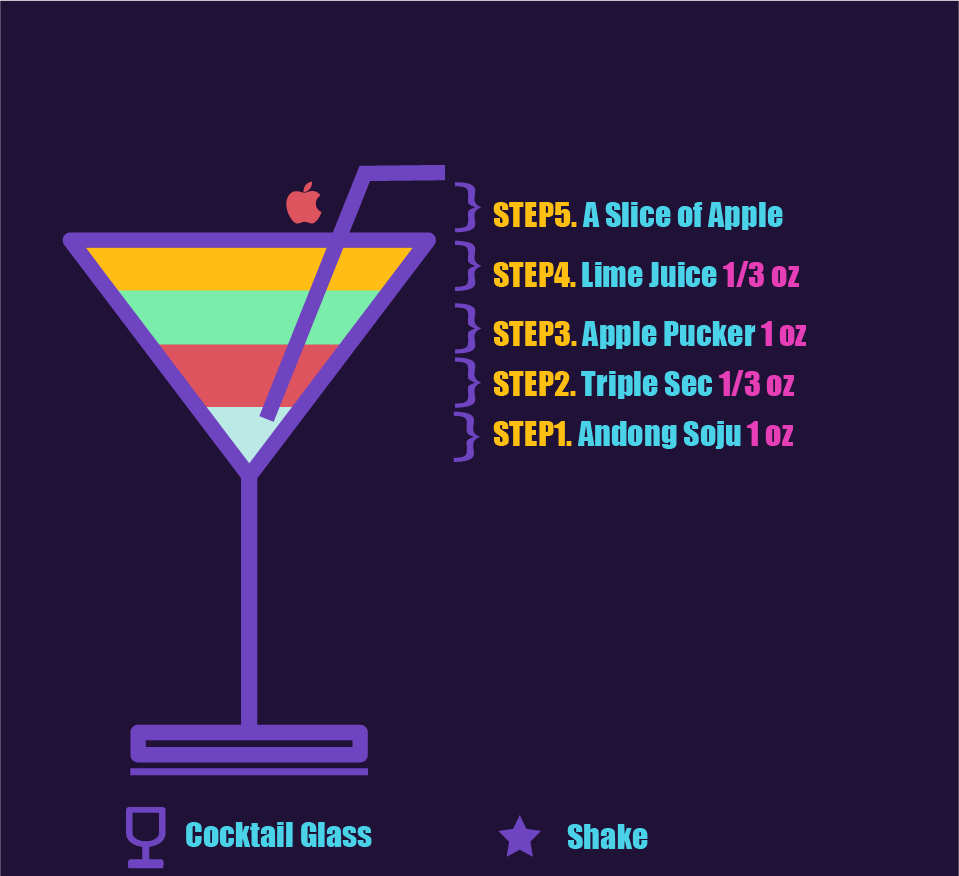 STEP5. A Slice of Apple
STEP4. Lime Juice 1/3 oz
STEP3. Apple Pucker 1 oz
STEP2. Triple Sec 1/3 oz
STEP1. Andong Soju 1 oz
Cocktail Glass
Shake